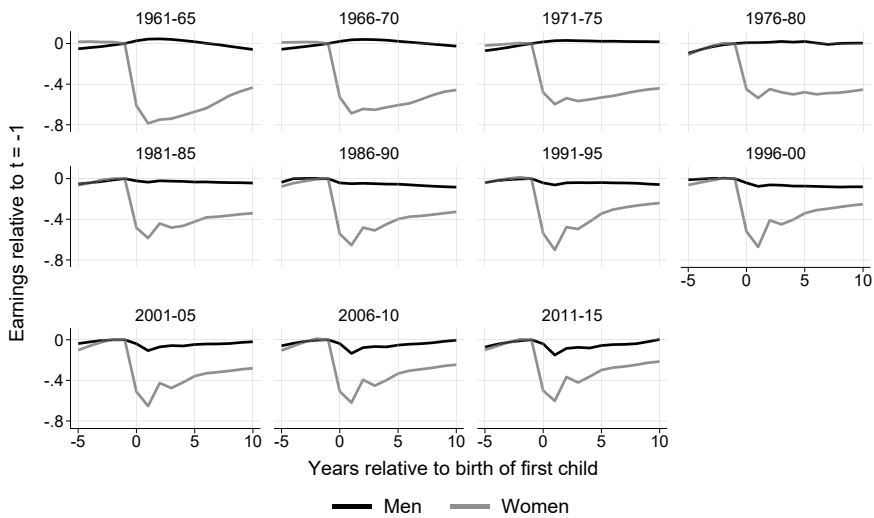 1961-65 1966-70 1971-75 1976-80
0
-.4
-.8
1981-85 1986-90 1991-95 1996-00
0
-.4
-.8
-5 0 5 10
2001-05 2006-10 2011-15
0
-.4
-.8
-5 0 5 10 -5 0 5 10 -5 0 5 10
Earnings relative to t = -1
Years relative to birth of first child
Men Women